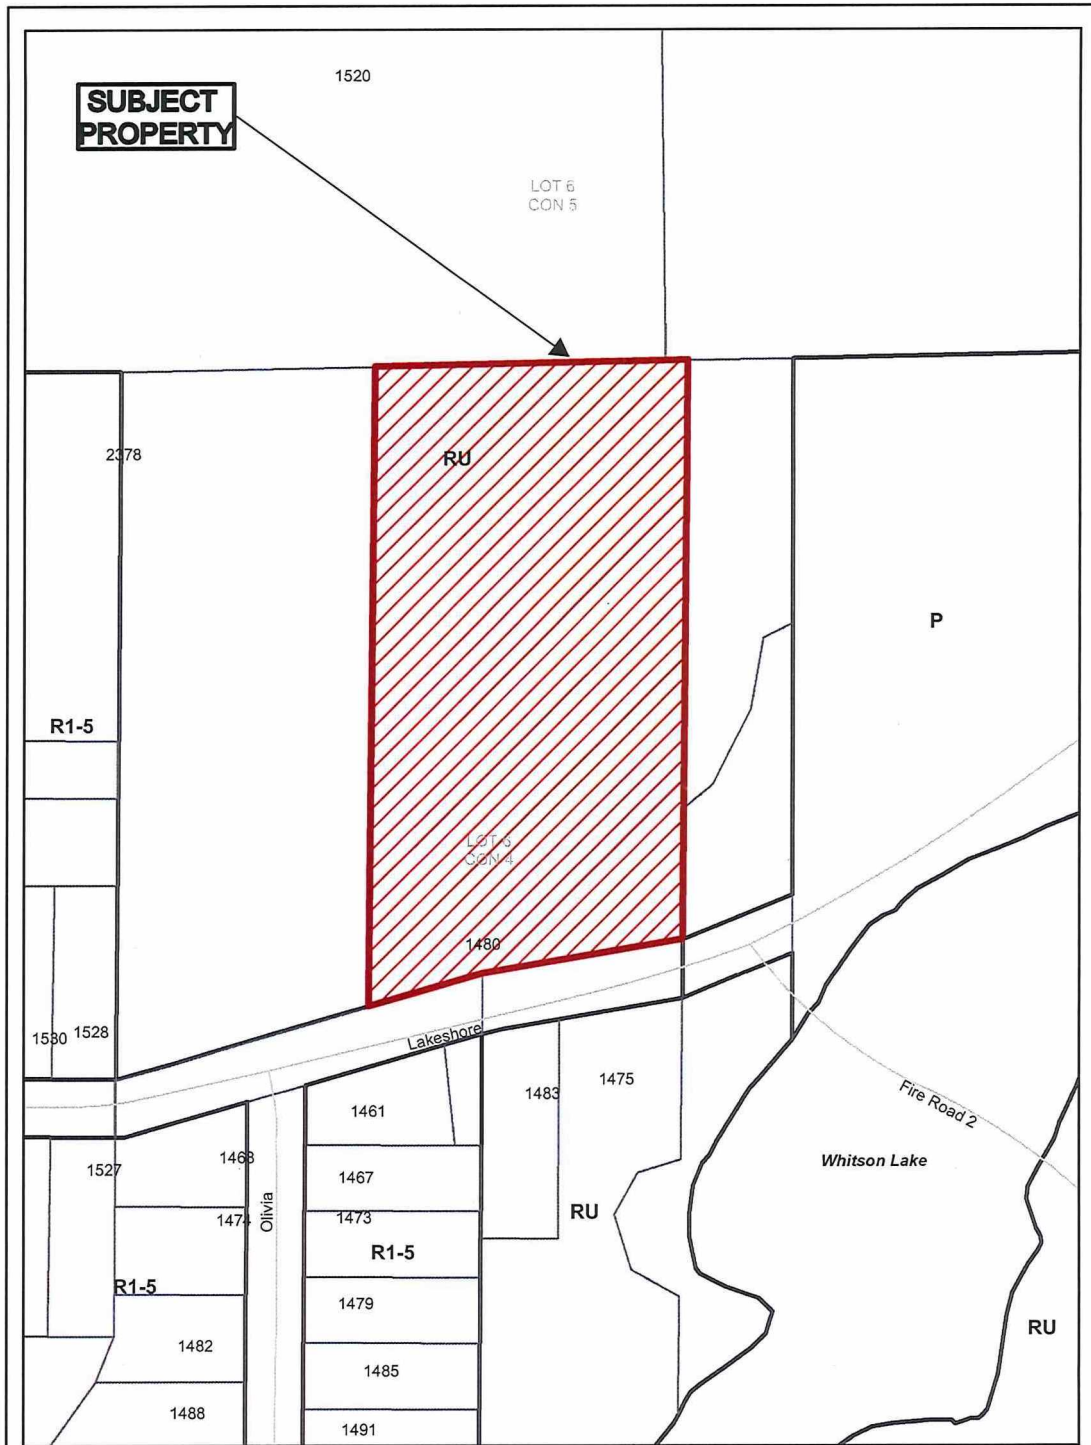 1520
SUBJECT
PROPERTY
LOT 6
CON 5
2378
RU
P
R1-5
LOT 6
CON 4
1480
1530
1528
Lakeshore
1475
1483
Fire Road 2
1461
1468
1527
Whitson Lake
1467
Olivia
1474
1473
RU
R1-5
R1-5
1479
RU
1482
1485
1488
1491